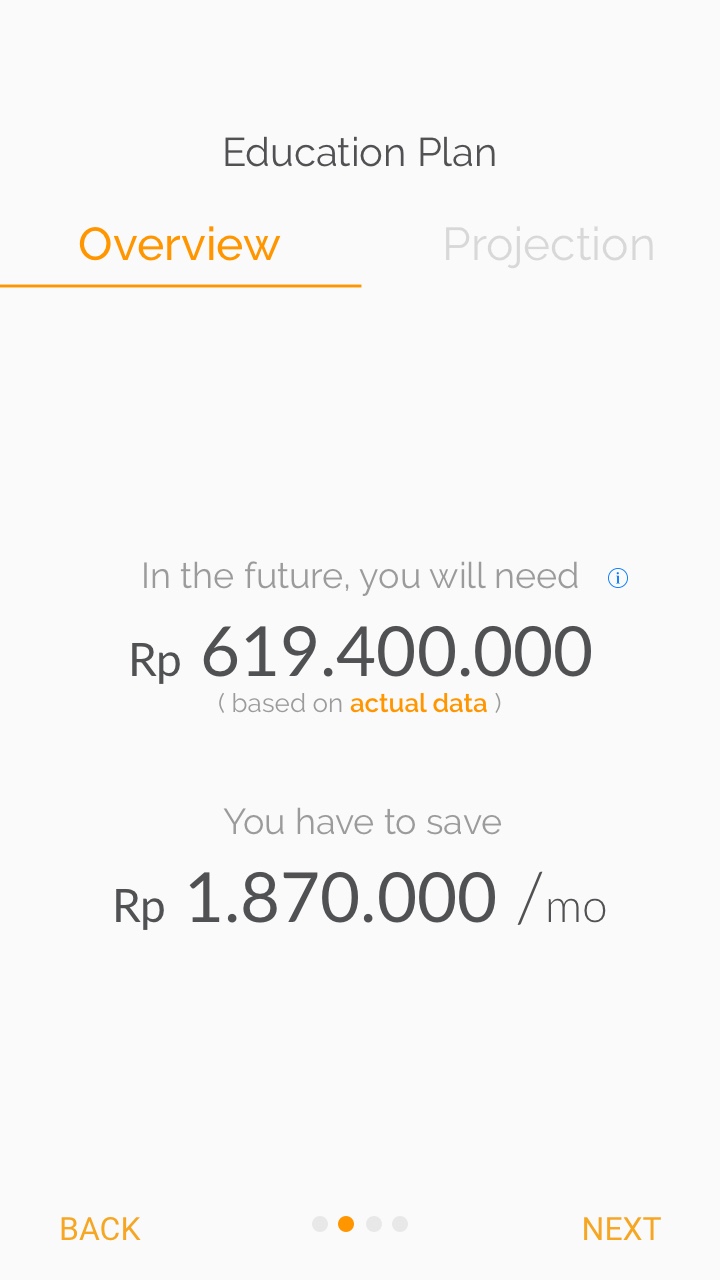 Education Plan
Overview Projection
In the future, you will need
Rp 619.400.000
( based on actual data )
You have to save
Rp 1.870.000 /mo
BACK NEXT